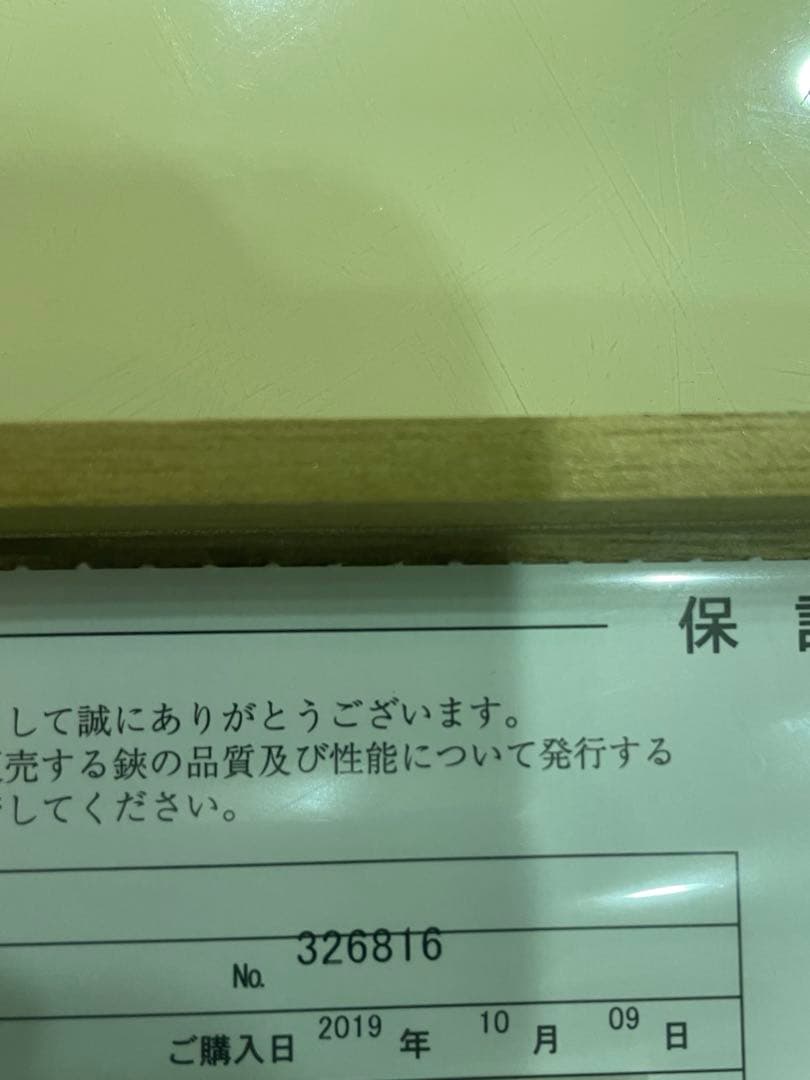 保
して誠にありがとうございます。
売する鋏の品質及び性能について発行する
してください。
No. 326816
ご購入日 2019 年 10 月 09 日